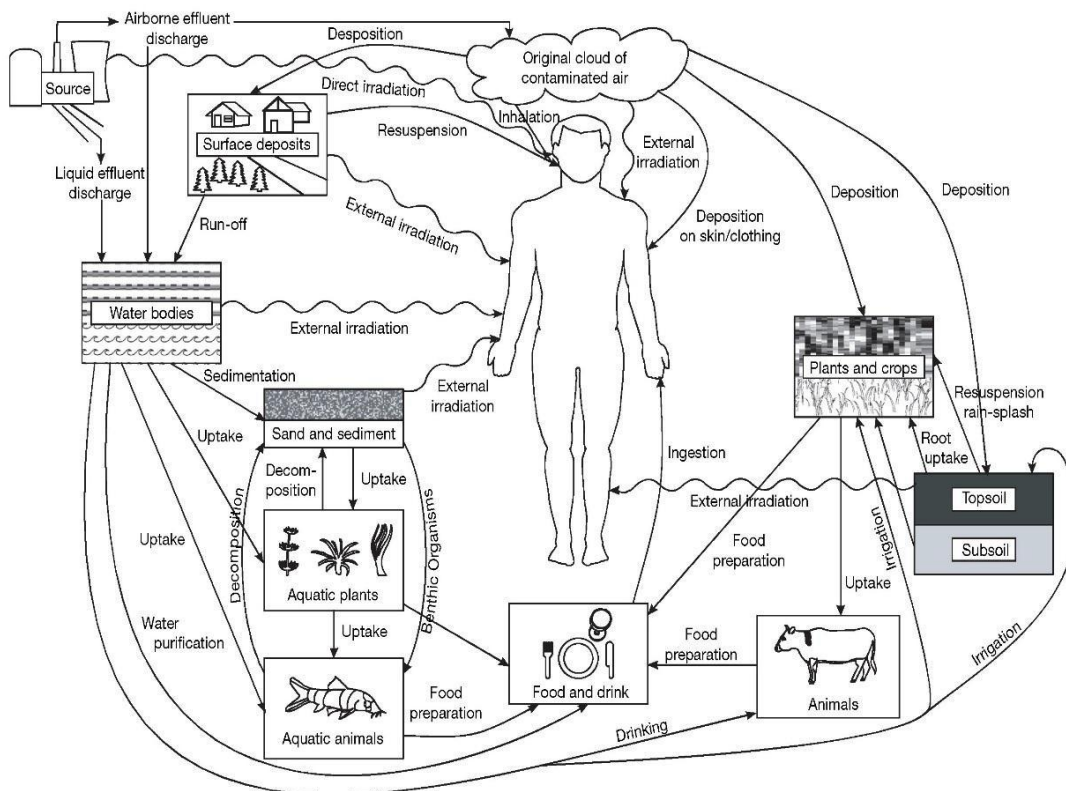 Airborne effluent
discharge
Source
Desposition
Original cloud of
contaminated air
Direct irradiation
Inhalation
Resuspension
Surface deposits
External
irradiation
Liquid effluent
discharge
External irradiation
Run-off
Deposition
on skin/clothing
Deposition
Deposition
Water bodies
External irradiation
Sedimentation
External
irradiation
Plants and crops
Resuspension
rain-splash
Sand and sediment
Uptake
Decom-
position
Uptake
Ingestion
Root
uptake
External irradiation
Topsoil
Subsoil
Decomposition
Benthic Organisms
Uptake
Aquatic plants
Food
preparation
Irrigation
Uptake
Water
purification
Uptake
Food
preparation
Irrigation
Food and drink
Animals
Aquatic animals
Food
preparation
Drinking